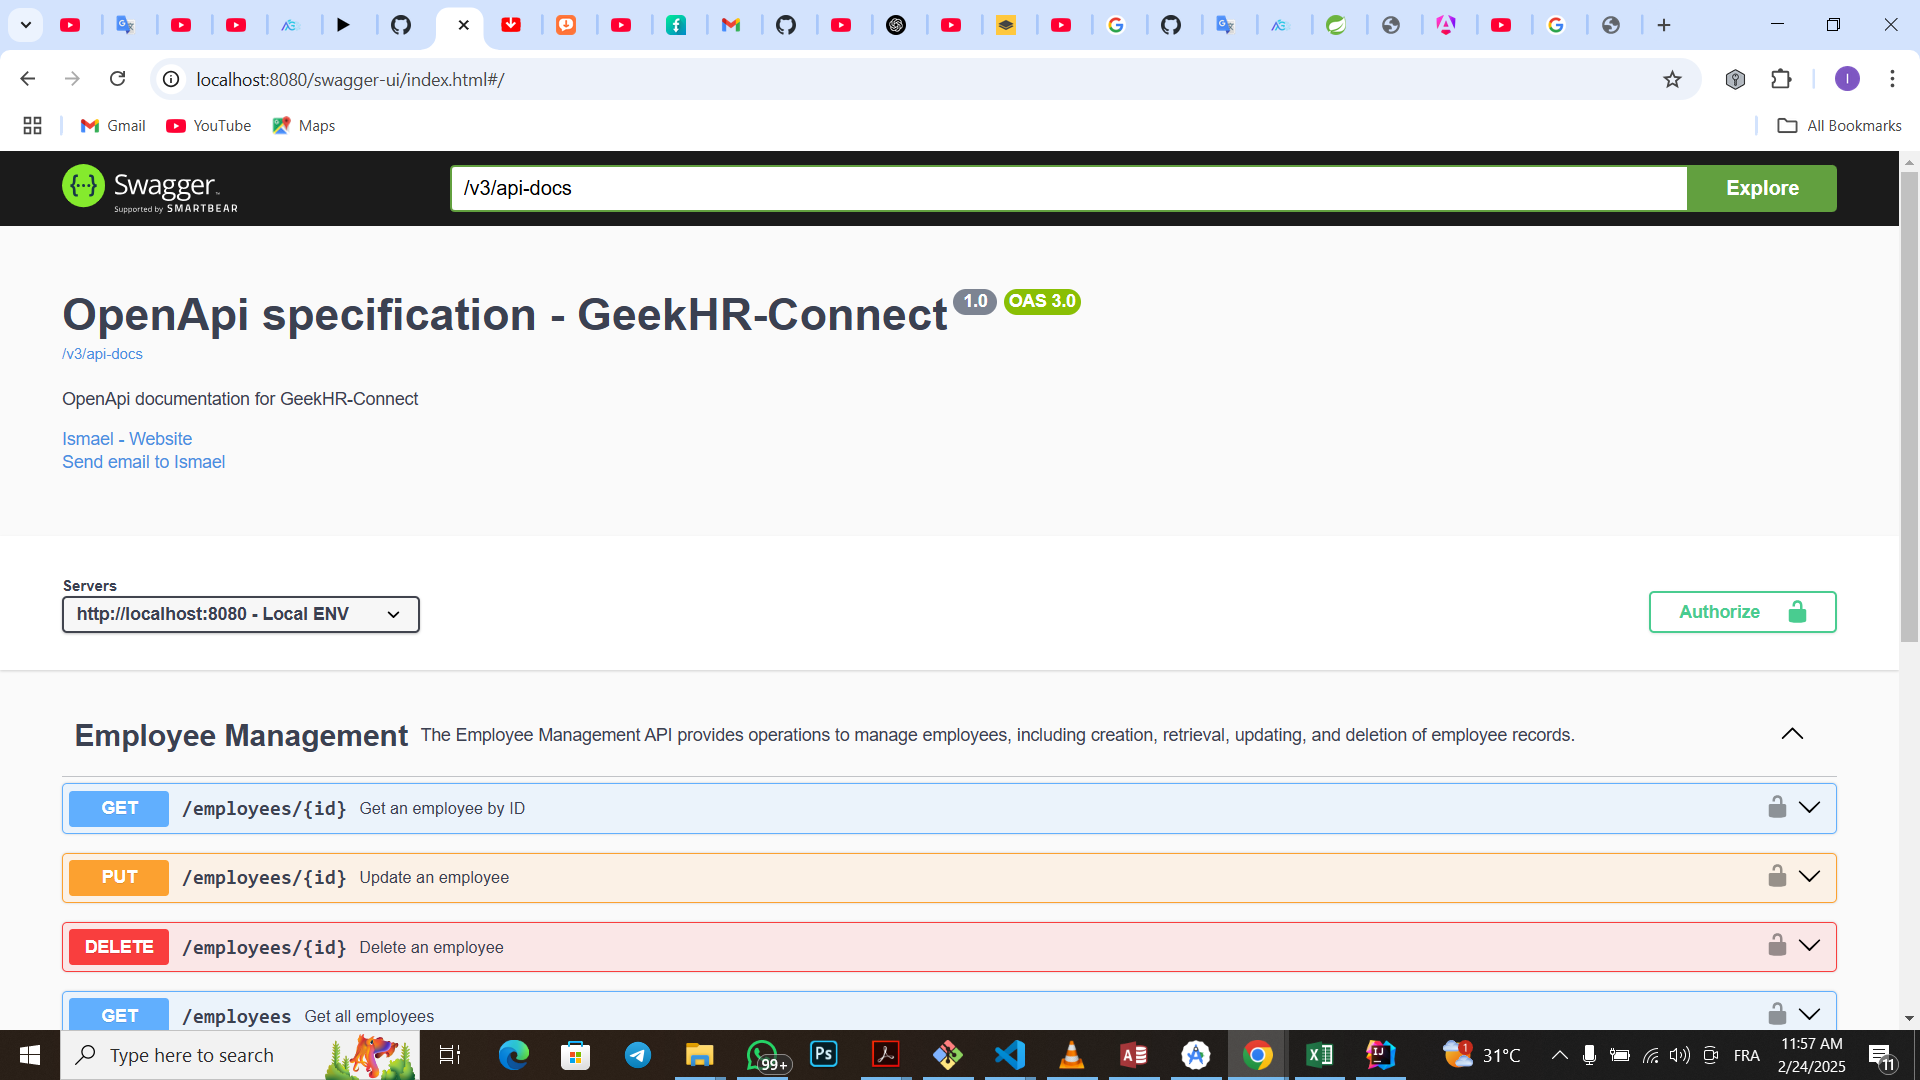 localhost:8080/swagger-ui/index.html#/
I
Gmail
YouTube
Maps
All Bookmarks
Swagger
Supported by SMARTBEAR
/v3/api-docs
Explore
OpenApi specification - GeekHR-Connect 1.0 OAS 3.0
/v3/api-docs
OpenApi documentation for GeekHR-Connect
Ismael - Website
Send email to Ismael
Servers
http://localhost:8080 - Local ENV
Authorize
Employee Management The Employee Management API provides operations to manage employees, including creation, retrieval, updating, and deletion of employee records.
GET /employees/{id} Get an employee by ID
PUT /employees/{id} Update an employee
DELETE /employees/{id} Delete an employee
GET /employees Get all employees
Type here to search
99+
Ps
1
31°C
FRA
11:57 AM
2/24/2025
11